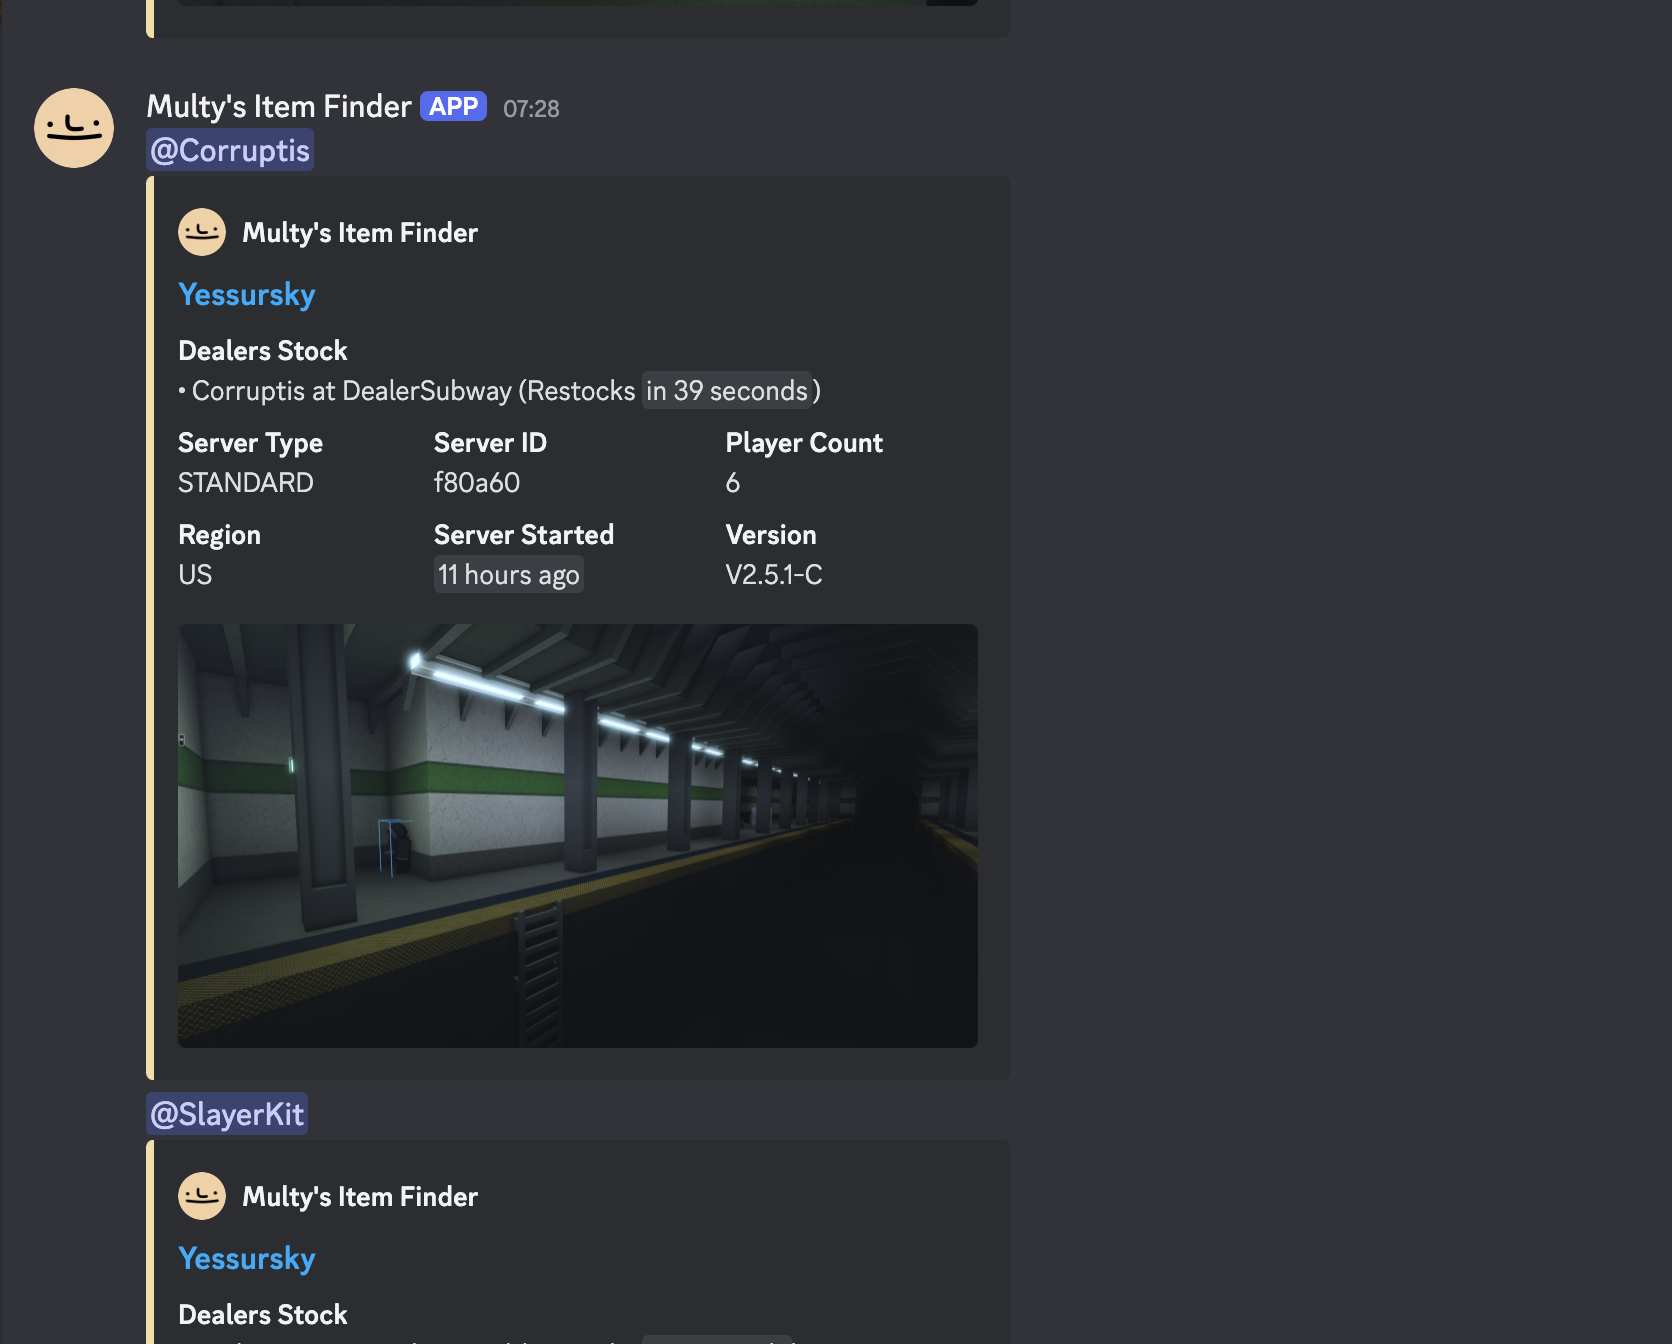 Multy's Item Finder APP 07:28
@Corruptis
Multy's Item Finder
Yessursky
Dealers Stock
• Corruptis at DealerSubway (Restocks in 39 seconds)
Server Type Server ID Player Count
STANDARD f80a60 6
Region Server Started Version
US 11 hours ago V2.5.1-C
@SlayerKit
Multy's Item Finder
Yessursky
Dealers Stock